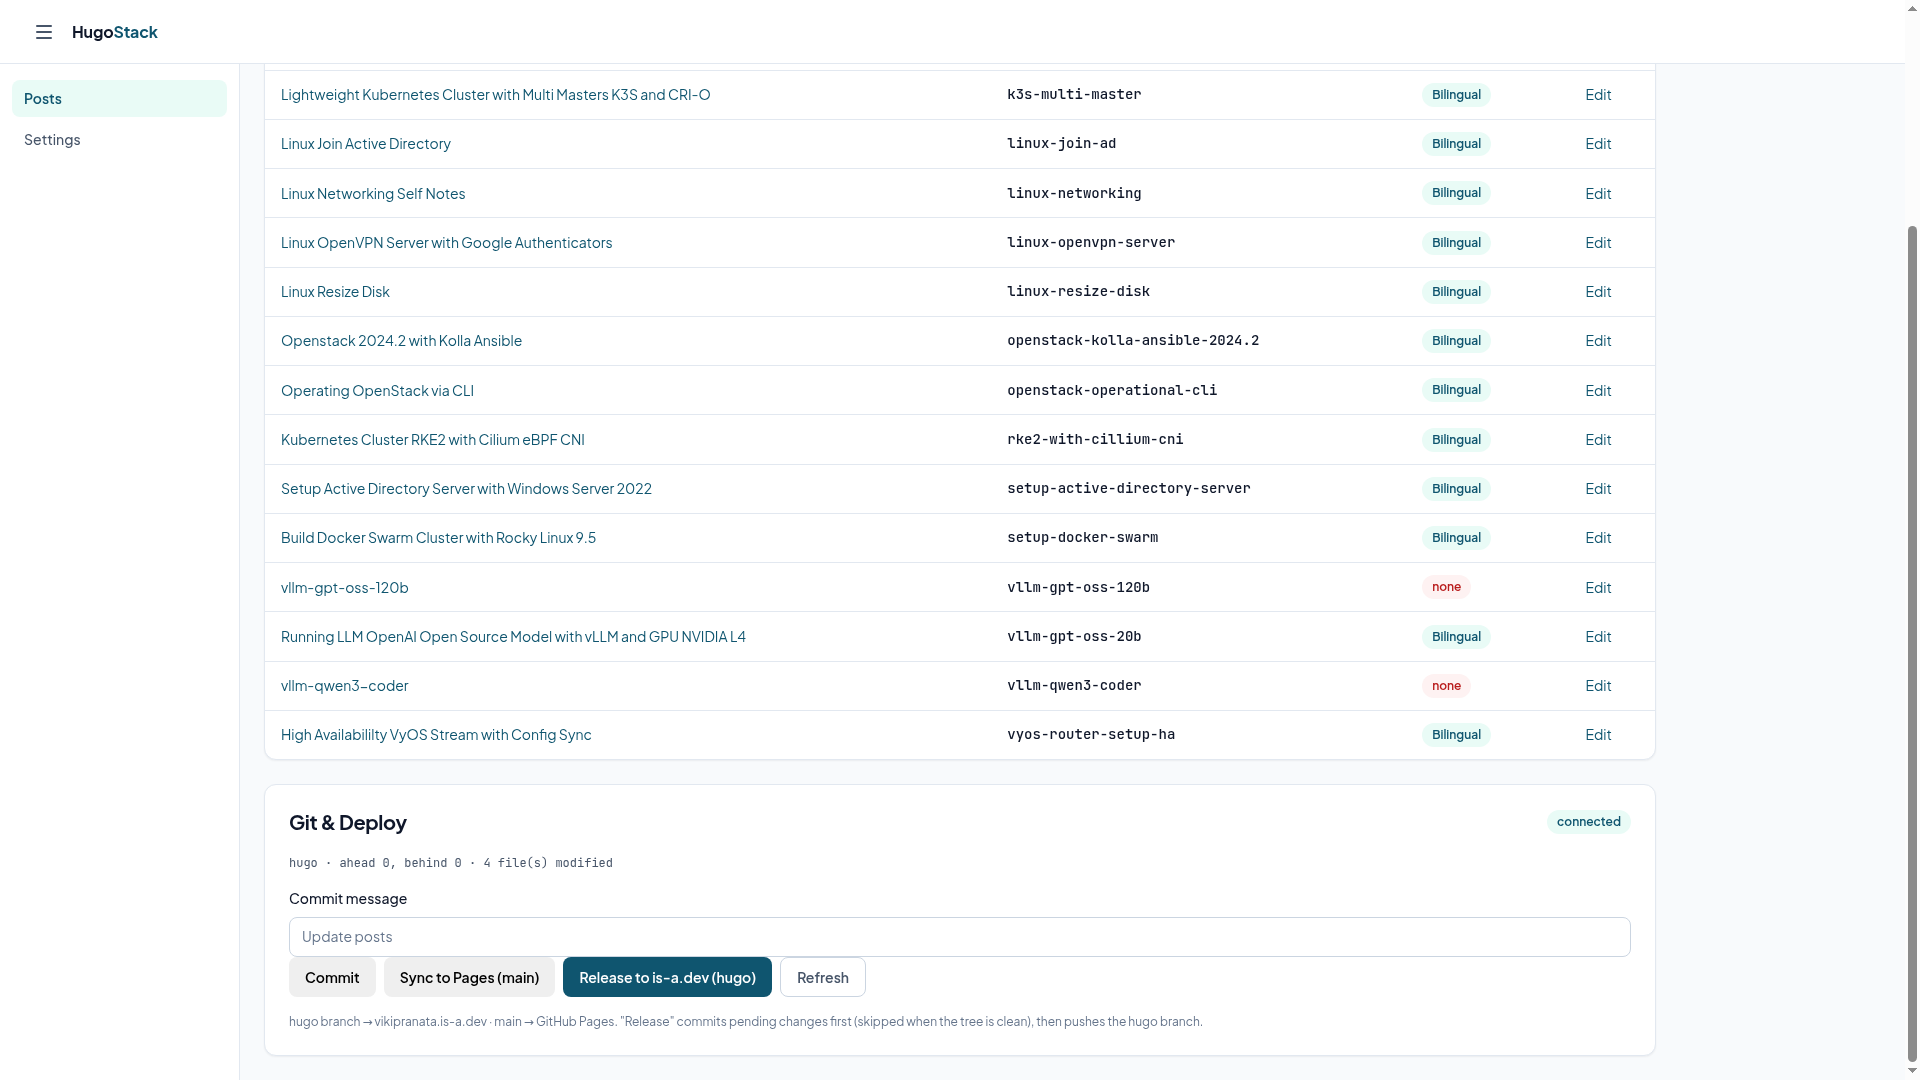 HugoStack
Posts
Settings
Lightweight Kubernetes Cluster with Multi Masters K3S and CRI-O k3s-multi-master Bilingual Edit
Linux Join Active Directory linux-join-ad Bilingual Edit
Linux Networking Self Notes linux-networking Bilingual Edit
Linux OpenVPN Server with Google Authenticators linux-openvpn-server Bilingual Edit
Linux Resize Disk linux-resize-disk Bilingual Edit
Openstack 2024.2 with Kolla Ansible openstack-kolla-ansible-2024.2 Bilingual Edit
Operating OpenStack via CLI openstack-operational-cli Bilingual Edit
Kubernetes Cluster RKE2 with Cilium eBPF CNI rke2-with-cillium-cni Bilingual Edit
Setup Active Directory Server with Windows Server 2022 setup-active-directory-server Bilingual Edit
Build Docker Swarm Cluster with Rocky Linux 9.5 setup-docker-swarm Bilingual Edit
vllm-gpt-oss-120b vllm-gpt-oss-120b none Edit
Running LLM OpenAI Open Source Model with vLLM and GPU NVIDIA L4 vllm-gpt-oss-20b Bilingual Edit
vllm-qwen3-coder vllm-qwen3-coder none Edit
High Availabililty VyOS Stream with Config Sync vyos-router-setup-ha Bilingual Edit
Git & Deploy connected
hugo · ahead 0, behind 0 · 4 file(s) modified
Commit message
Update posts
Commit Sync to Pages (main) Release to is-a.dev (hugo) Refresh
hugo branch → vikipranata.is-a.dev · main → GitHub Pages. "Release" commits pending changes first (skipped when the tree is clean), then pushes the hugo branch.